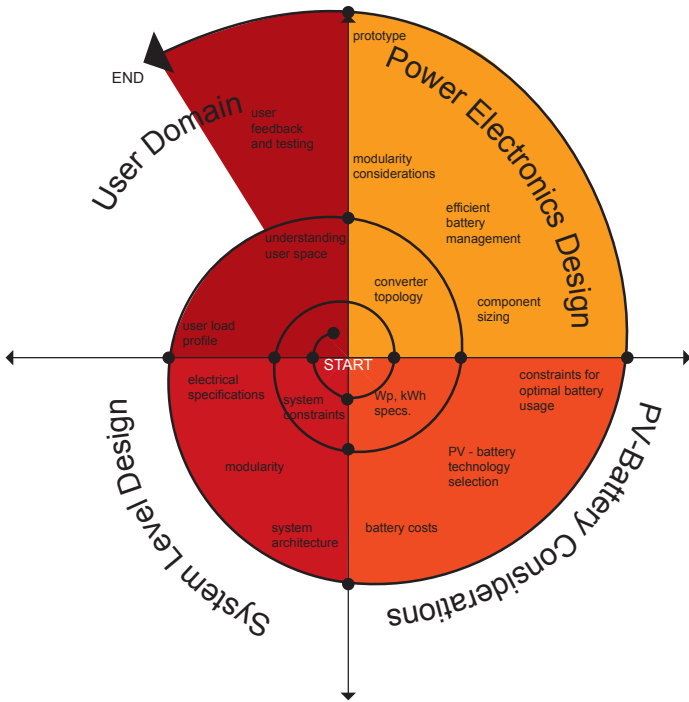 prototype
END
User Domain
Power Electronics Design
user
feedback
and testing
modularity
considerations
efficient
battery
management
understanding
user space
converter
topology
component
sizing
user load
profile
START
electrical
specifications
system
constraints
Wp, kWh
specs.
constraints for
optimal battery
usage
modularity
PV - battery
technology
selection
system
architecture
battery costs
System Level Design
PV-Battery Considerations